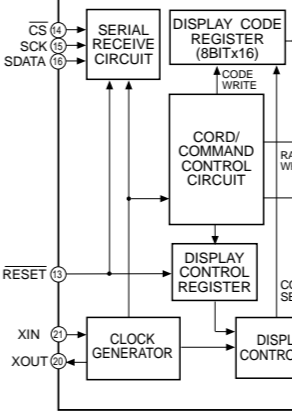 CS 14
SCK 15
SDATA 16
SERIAL
RECEIVE
CIRCUIT
DISPLAY CODE
REGISTER
(8BITx16)
CODE
WRITE
CORD/
COMMAND
CONTROL
CIRCUIT
RESET 13
DISPLAY
CONTROL
REGISTER
XIN 21
XOUT 20
CLOCK
GENERATOR